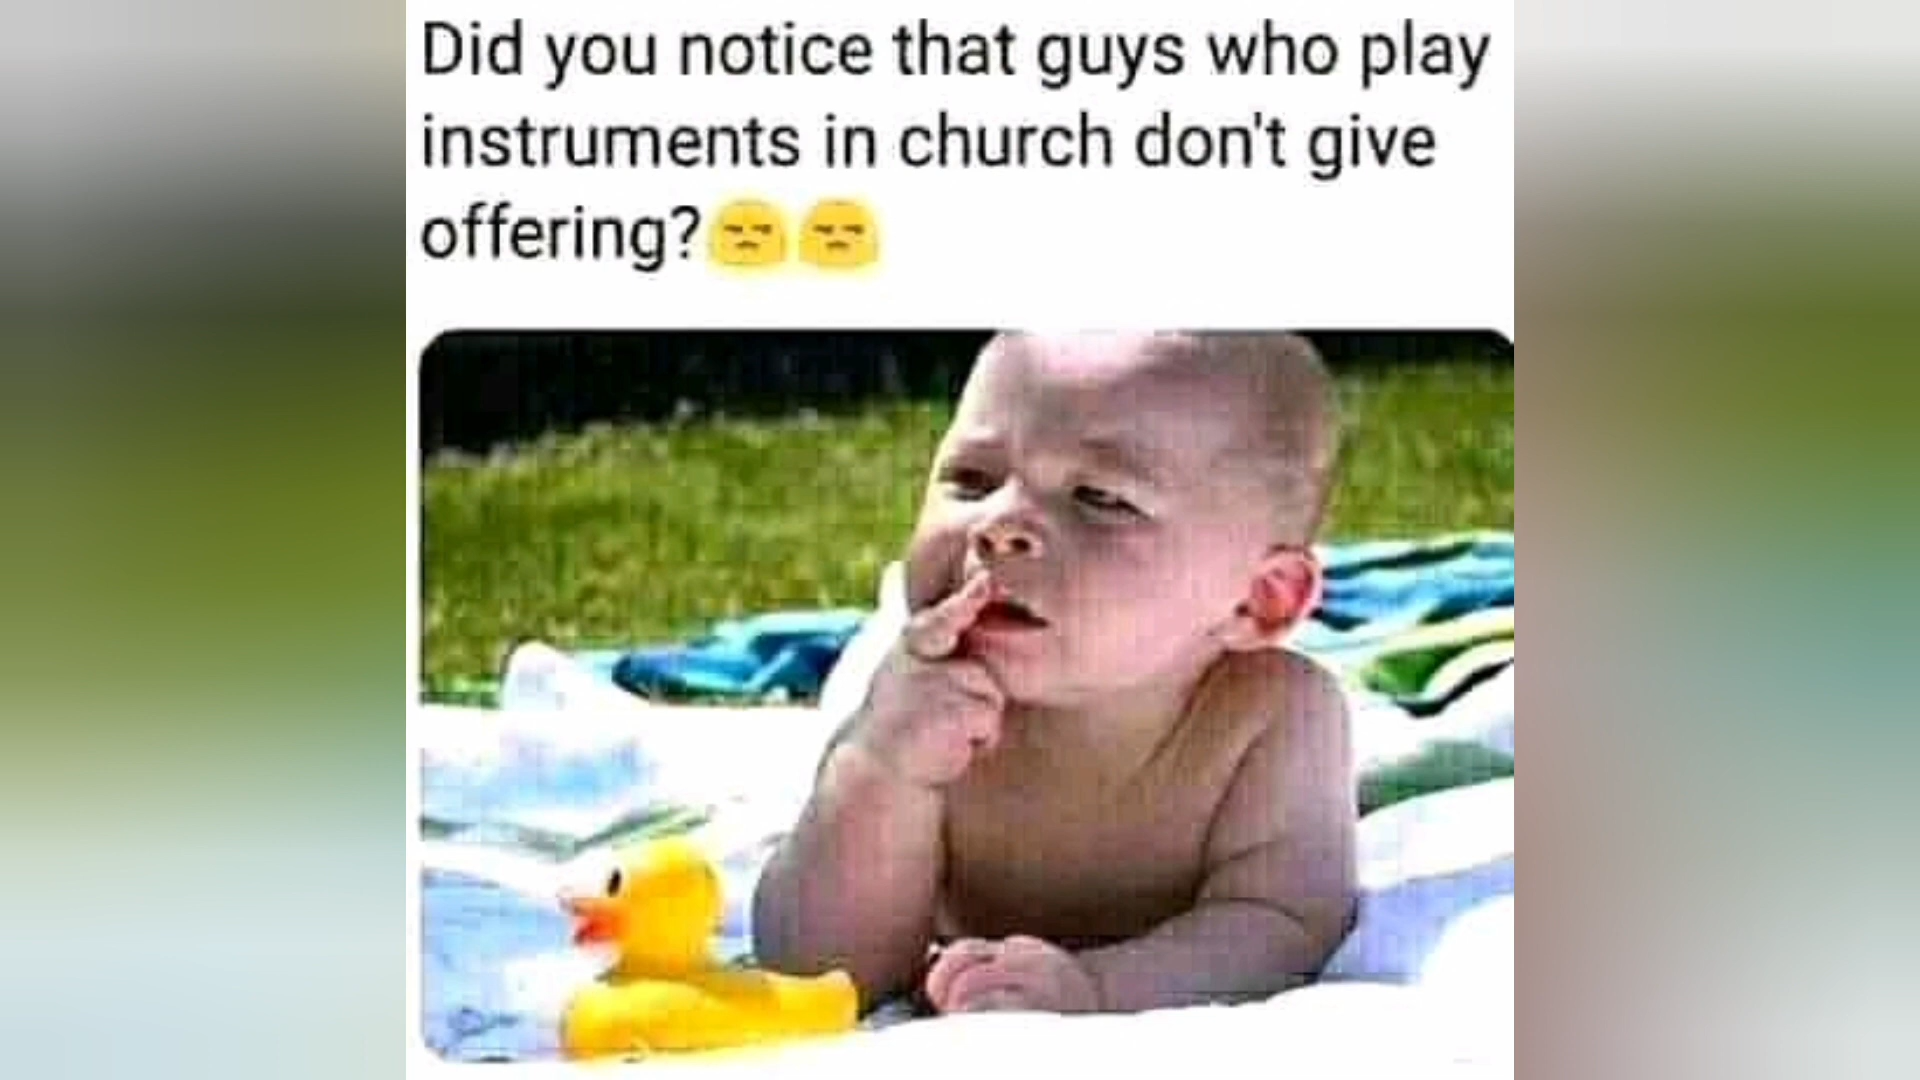 Did you notice that guys who play
instruments in church don't give
offering?😒😒